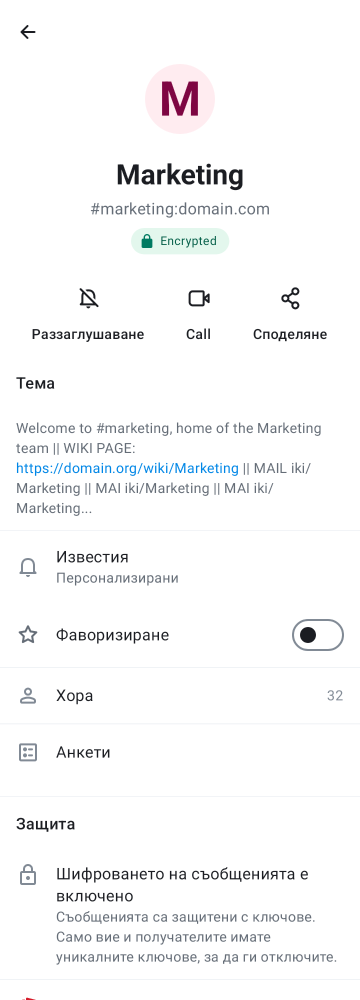 M
Marketing
#marketing:domain.com
Encrypted
Раззаглушаване
Call
Споделяне
Тема
Welcome to #marketing, home of the Marketing
team || WIKI PAGE:
https://domain.org/wiki/Marketing || MAIL iki/
Marketing || MAI iki/Marketing || MAI iki/
Marketing...
Известия
Персонализирани
Фаворизиране
Хора
32
Анкети
Защита
Шифроването на съобщенията е
включено
Съобщенията са защитени с ключове.
Само вие и получателите имате
уникалните ключове, за да ги отключите.